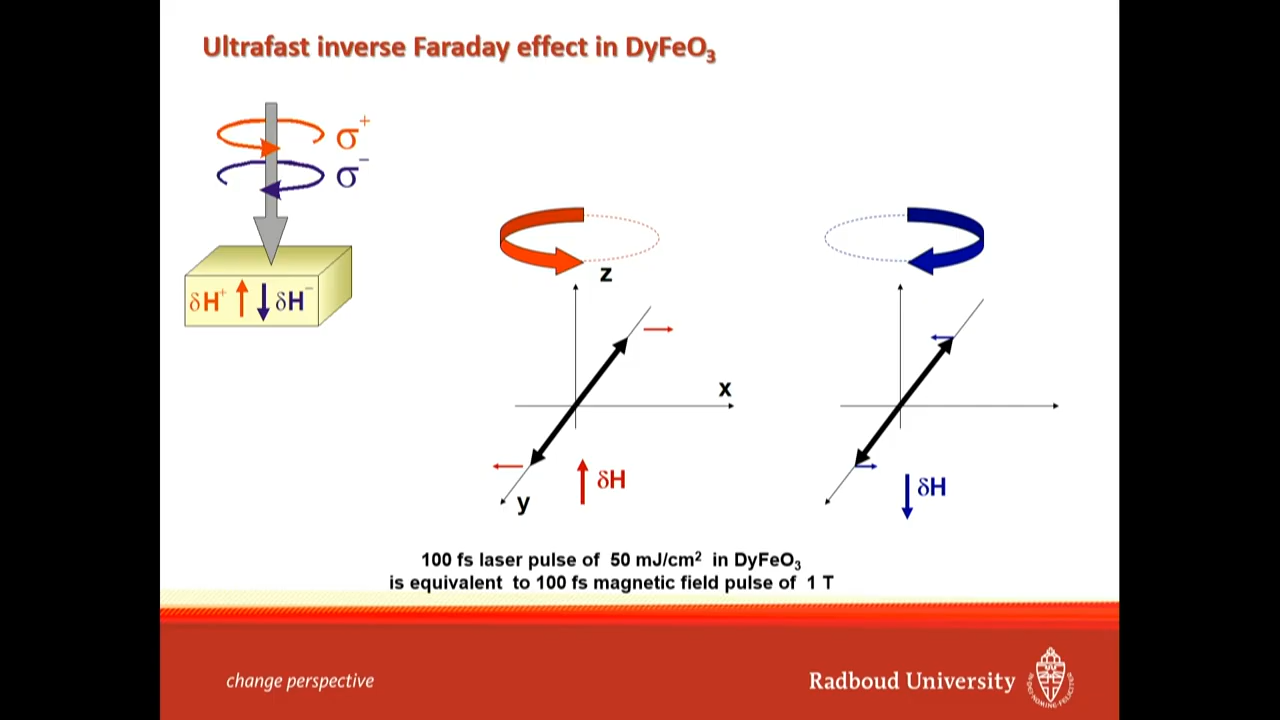 Ultrafast inverse Faraday effect in DyFeO₃
σ⁺
σ⁻
δH⁺ δH⁻
z
x
y
δH
δH
100 fs laser pulse of 50 mJ/cm² in DyFeO₃
is equivalent to 100 fs magnetic field pulse of 1 T
change perspective
Radboud University